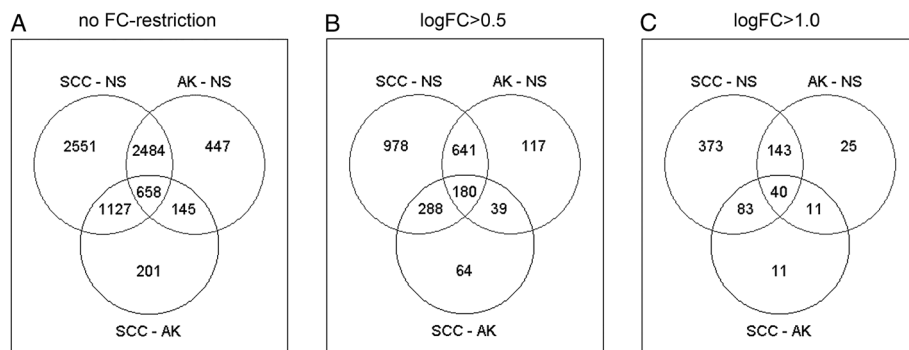 A no FC-restriction
SCC - NS AK - NS
2551 2484 447
658
1127 145
201
SCC - AK
B logFC>0.5
SCC - NS AK - NS
978 641 117
180
288 39
64
SCC - AK
C logFC>1.0
SCC - NS AK - NS
373 143 25
40
83 11
11
SCC - AK